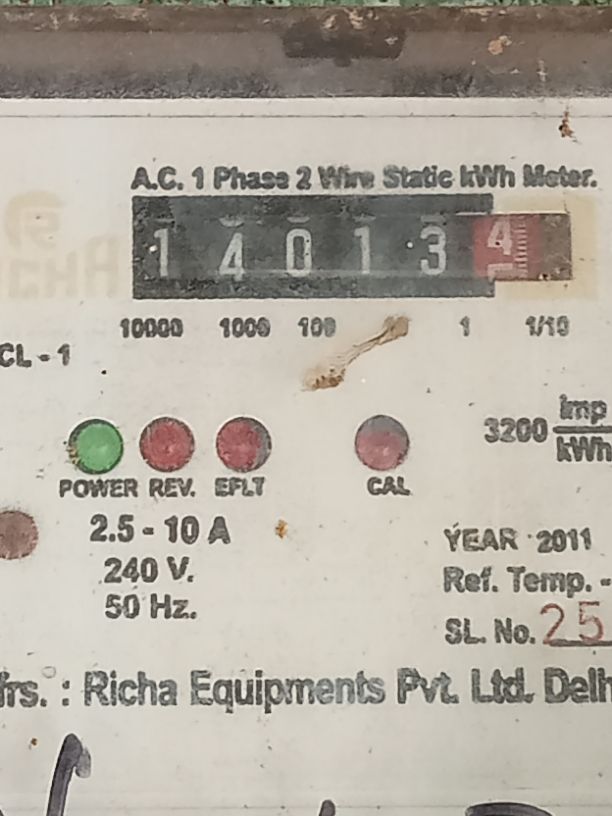 A.C. 1 Phase 2 Wire Static kWh Meter.
1 4 0 1 3 4
10000 1000 100 1 1/10
CL - 1
3200 imp
kWh
POWER REV. EFLT CAL
2.5 - 10 A
240 V.
50 Hz.
YEAR 2011
Ref. Temp. -
SL. No. 25
frs. : Richa Equipments Pvt. Ltd. Delh